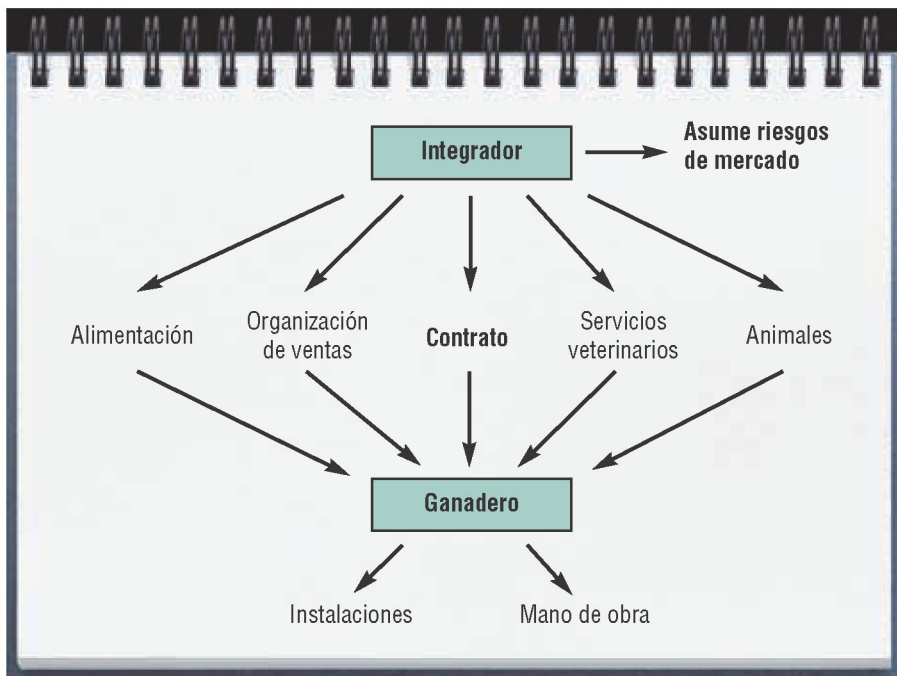 Integrador
Asume riesgos
de mercado
Alimentación
Organización
de ventas
Contrato
Servicios
veterinarios
Animales
Ganadero
Instalaciones
Mano de obra